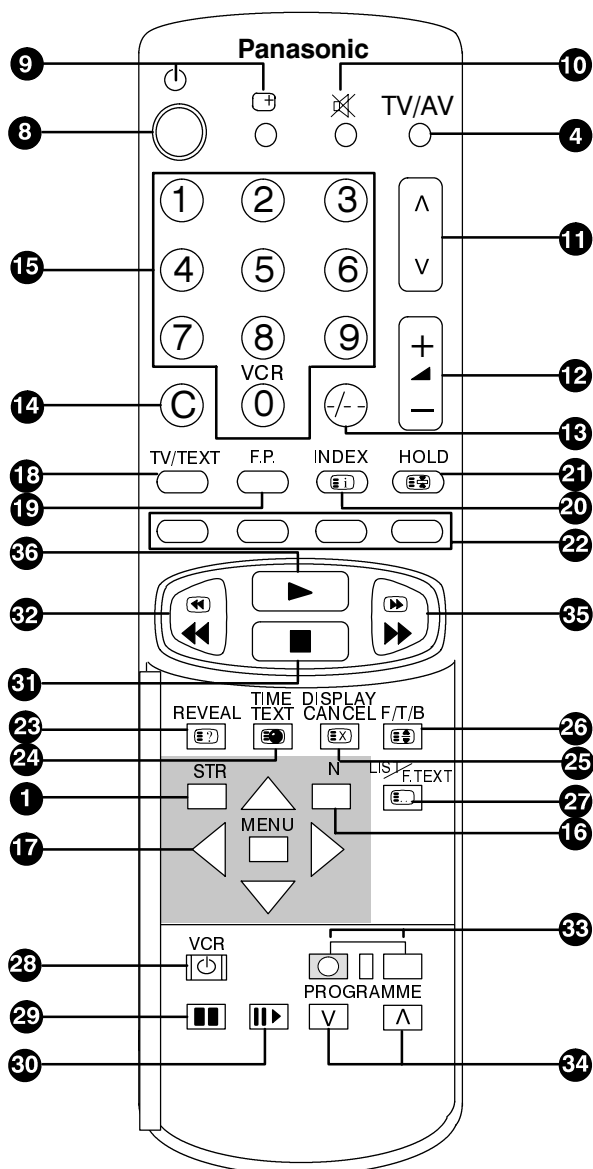 Panasonic
9
10
8
TV/AV
4
1 2 3
11
15
4 5 6
7 8 9
VCR
12
14
C 0 -/--
13
TV/TEXT F.P. INDEX HOLD
18
i
21
19
20
36
22
32
35
31
REVEAL TIME TEXT DISPLAY CANCEL F/T/B
23
?
X
26
24
25
STR N LIST/F.TEXT
1
27
16
MENU
17
33
VCR
28
PROGRAMME
29
30
34